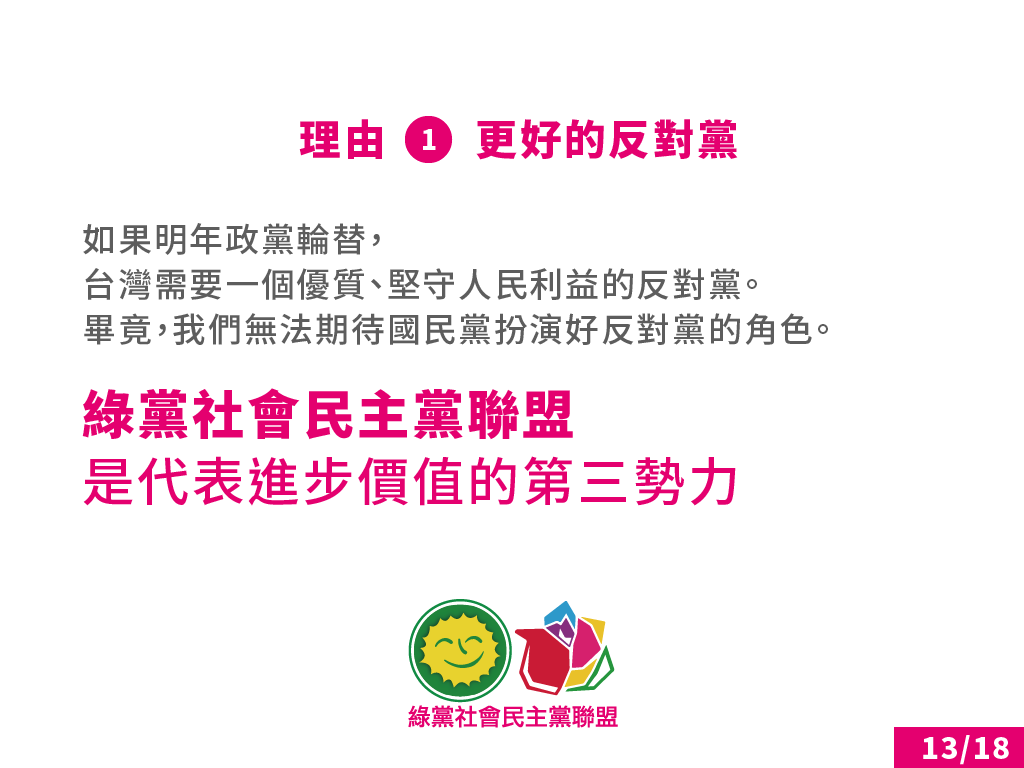 理由 1 更好的反對黨
如果明年政黨輪替，
台灣需要一個優質、堅守人民利益的反對黨。
畢竟，我們無法期待國民黨扮演好反對黨的角色。
綠黨社會民主黨聯盟
是代表進步價值的第三勢力
綠黨社會民主黨聯盟
13/18